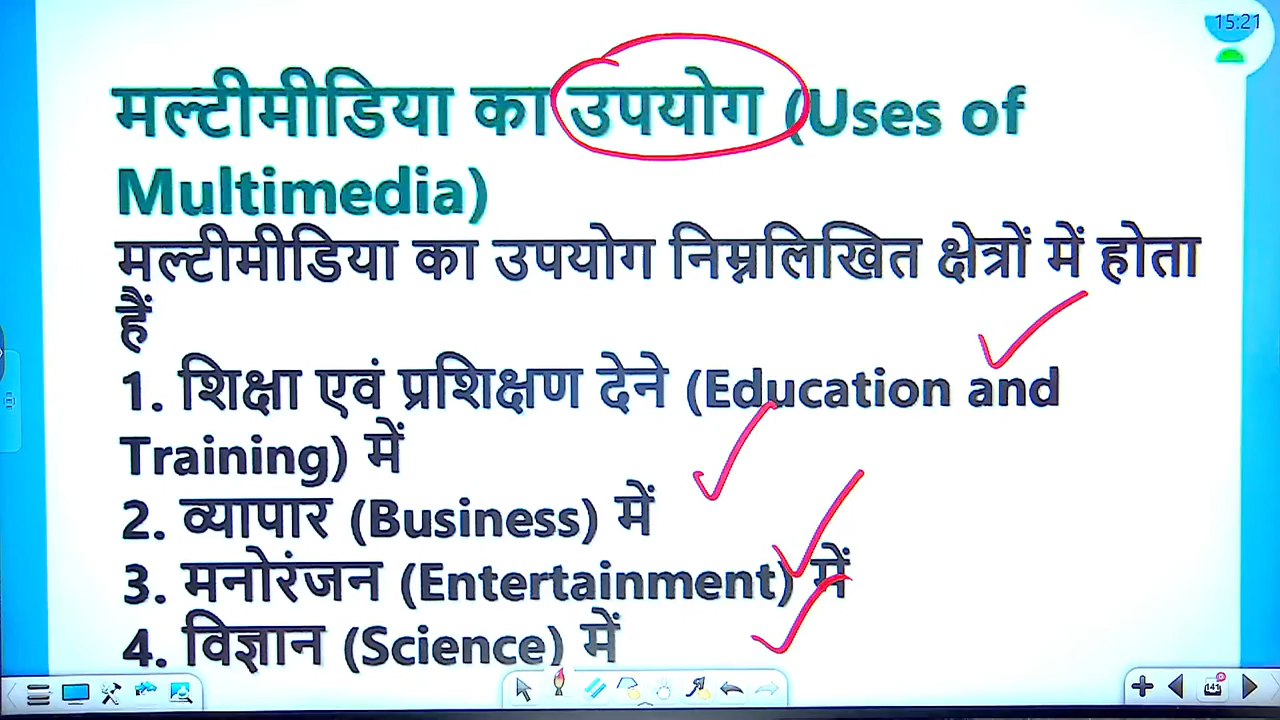 15:21
मल्टीमीडिया का उपयोग (Uses of
Multimedia)
मल्टीमीडिया का उपयोग निम्नलिखित क्षेत्रों में होता
हैं
1. शिक्षा एवं प्रशिक्षण देने (Education and
Training) में
2. व्यापार (Business) में
3. मनोरंजन (Entertainment) में
4. विज्ञान (Science) में
141